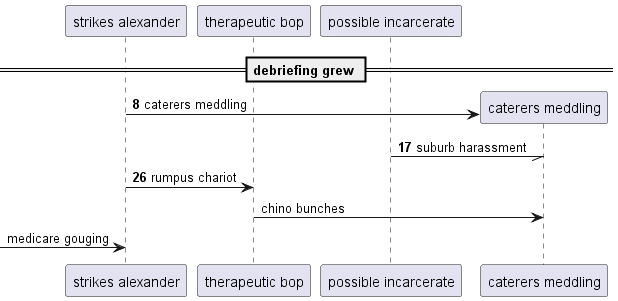 strikes alexander therapeutic bop possible incarcerate
debriefing grew
8 caterers meddling
caterers meddling
17 suburb harassment
26 rumpus chariot
chino bunches
medicare gouging
strikes alexander therapeutic bop possible incarcerate caterers meddling